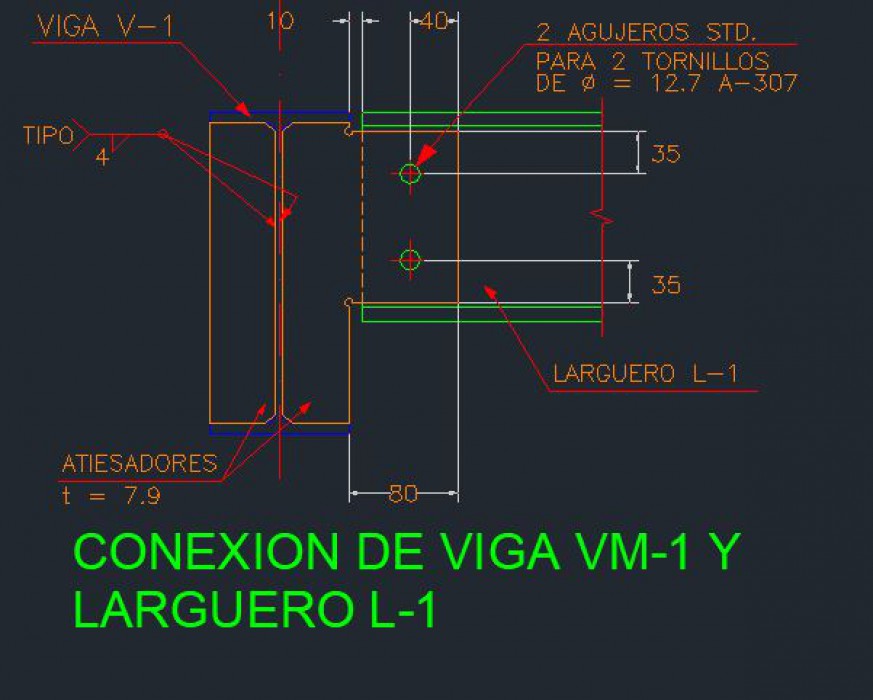 VIGA V-1
10
40
2 AGUJEROS STD.
PARA 2 TORNILLOS
DE ø = 12.7 A-307
TIPO
4
35
35
LARGUERO L-1
ATIESADORES
t = 7.9
80
CONEXION DE VIGA VM-1 Y
LARGUERO L-1